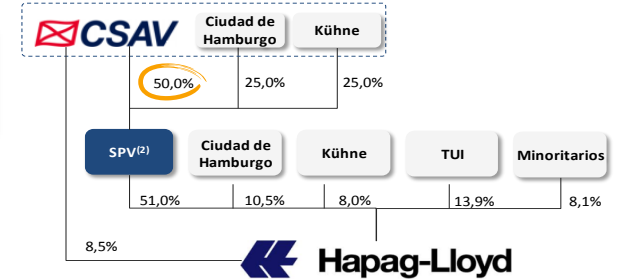 CSAV
Ciudad de
Hamburgo
Kühne
50,0%
25,0%
25,0%
SPV(2)
Ciudad de
Hamburgo
Kühne
TUI
Minoritarios
51,0%
10,5%
8,0%
13,9%
8,1%
8,5%
Hapag-Lloyd